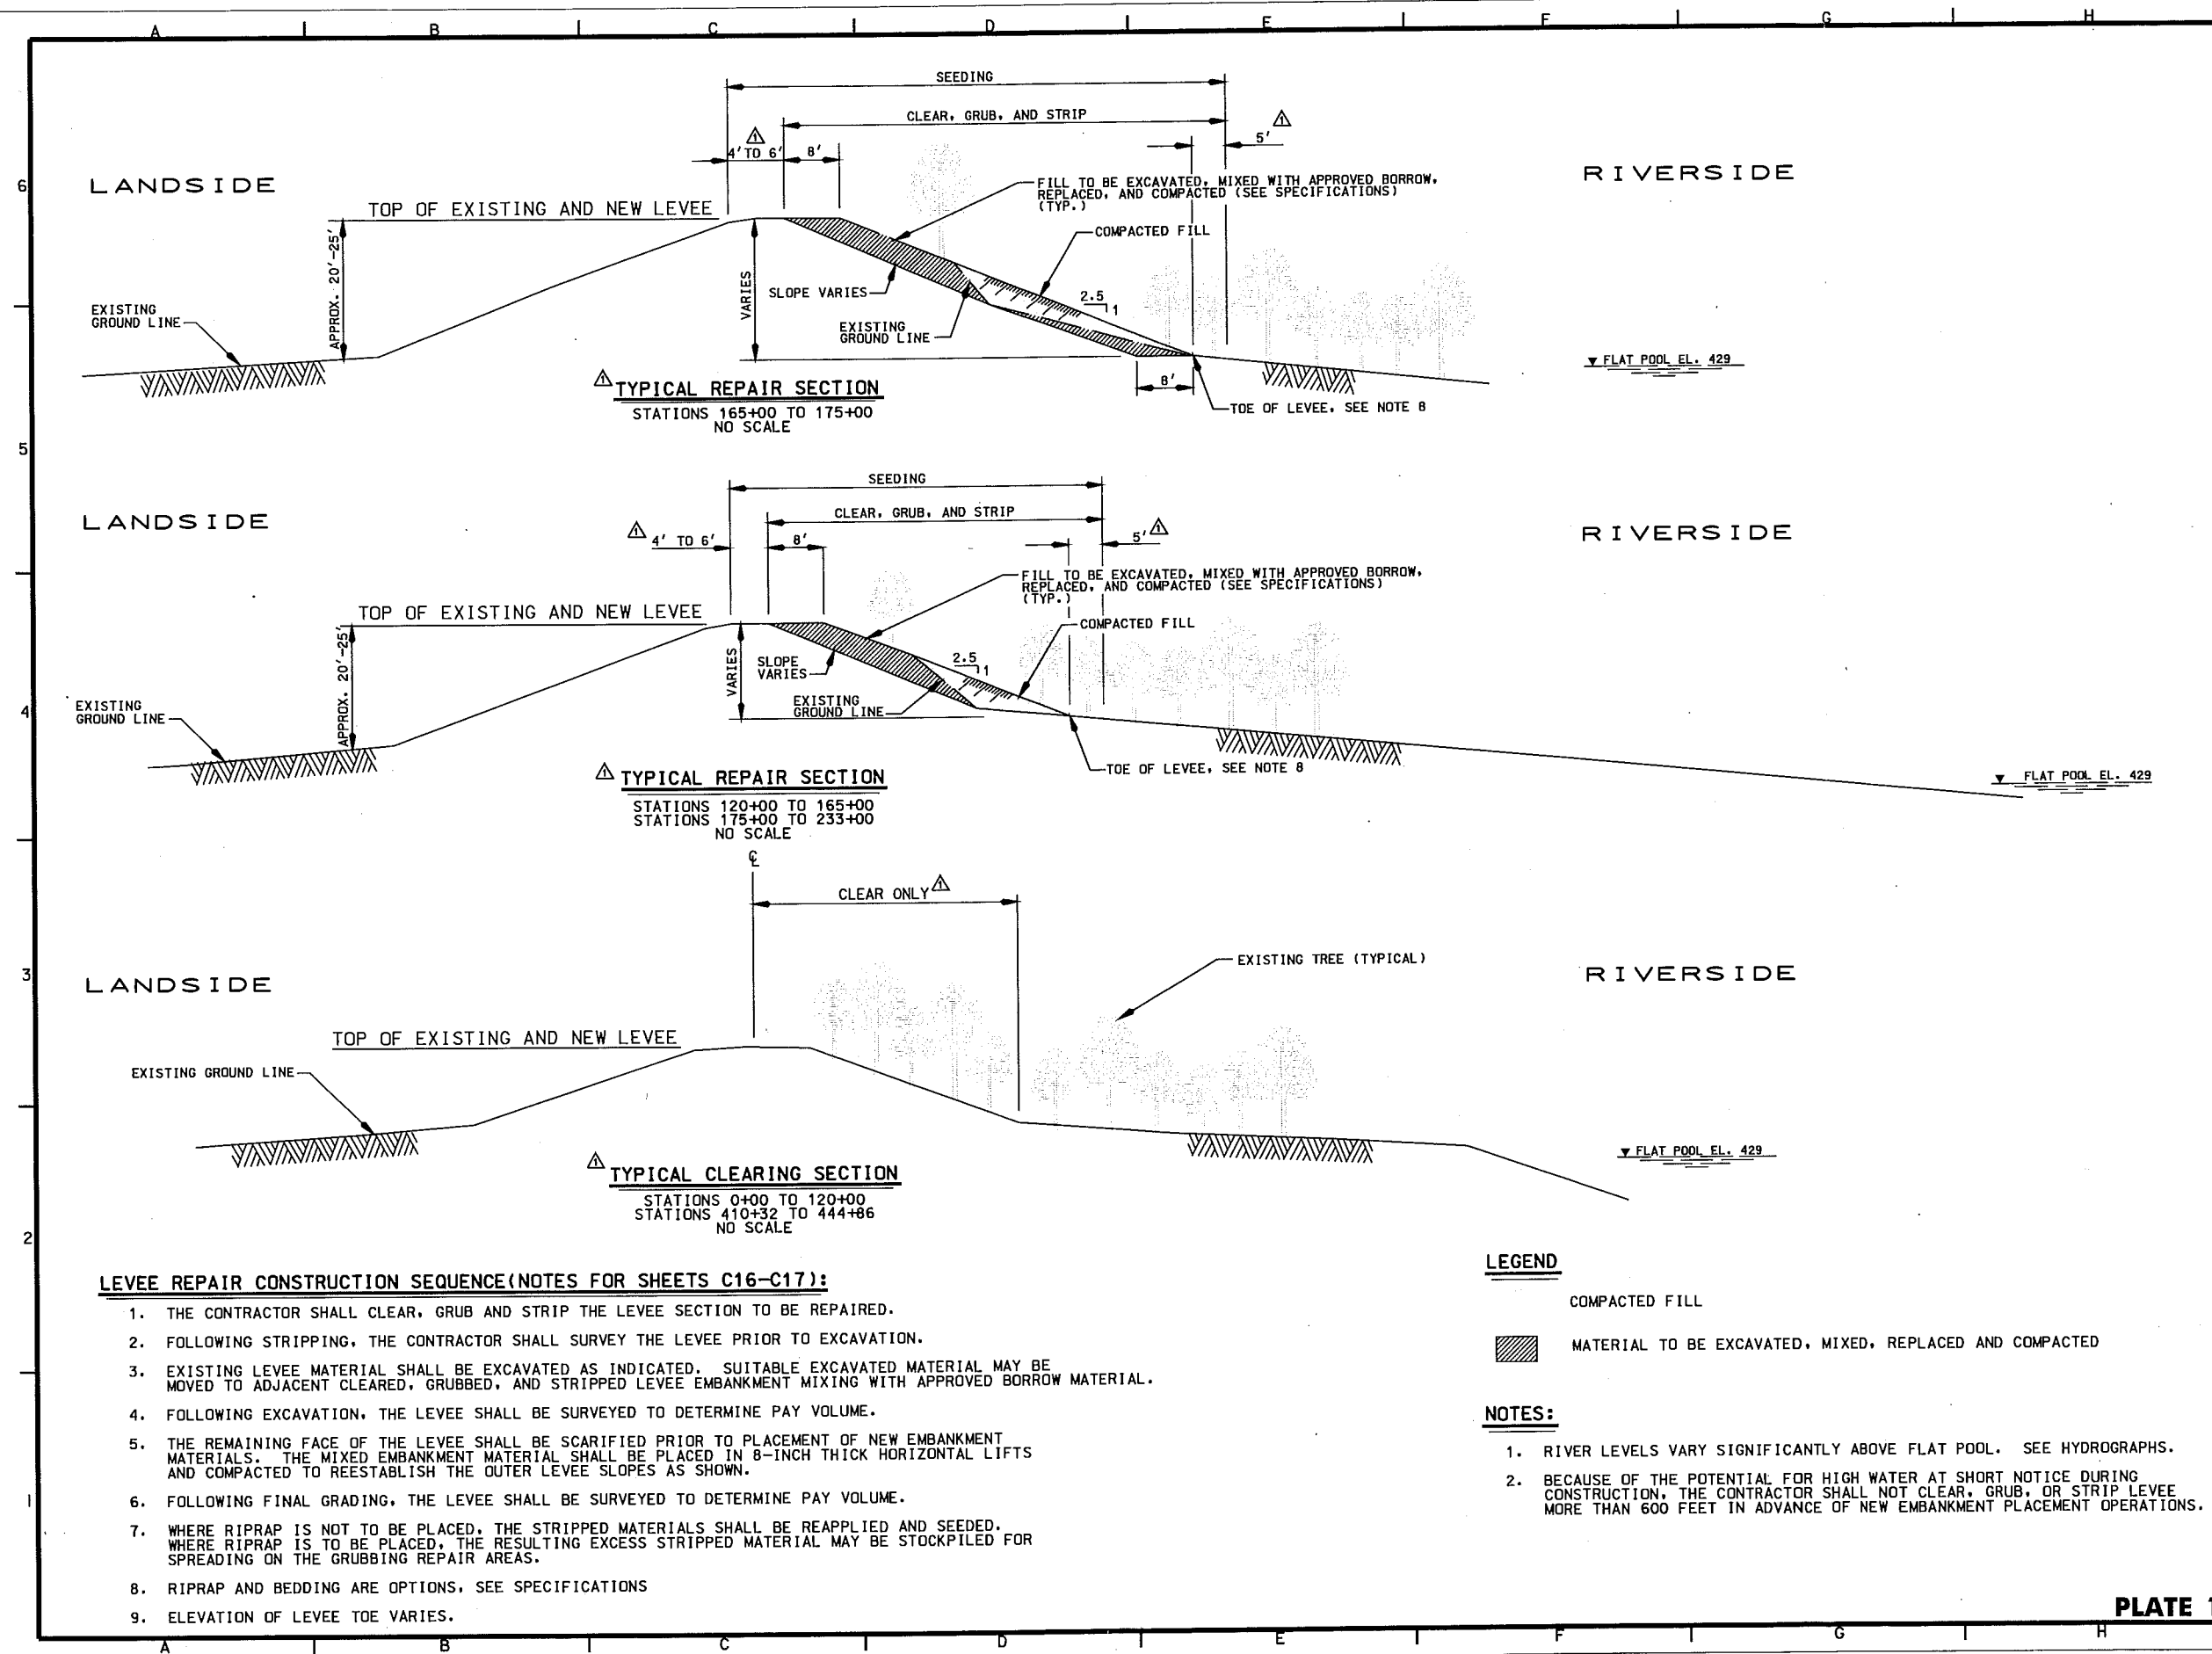 A B C D E F G H
SEEDING
CLEAR, GRUB, AND STRIP
1
4' TO 6'
8'
5'
1
LANDSIDE
RIVERSIDE
6
TOP OF EXISTING AND NEW LEVEE
FILL TO BE EXCAVATED, MIXED WITH APPROVED BORROW,
REPLACED, AND COMPACTED (SEE SPECIFICATIONS)
(TYP.)
COMPACTED FILL
APPROX. 20'-25'
VARIES
SLOPE VARIES
2.5
1
EXISTING
GROUND LINE
EXISTING
GROUND LINE
FLAT POOL EL. 429
8'
TOE OF LEVEE, SEE NOTE 8
1
TYPICAL REPAIR SECTION
STATIONS 165+00 TO 175+00
NO SCALE
5
SEEDING
CLEAR, GRUB, AND STRIP
1
4' TO 6'
8'
5'
1
LANDSIDE
RIVERSIDE
FILL TO BE EXCAVATED, MIXED WITH APPROVED BORROW,
REPLACED, AND COMPACTED (SEE SPECIFICATIONS)
(TYP.)
TOP OF EXISTING AND NEW LEVEE
COMPACTED FILL
APPROX. 20'-25'
VARIES
SLOPE
VARIES
2.5
1
EXISTING
GROUND LINE
EXISTING
GROUND LINE
4
TOE OF LEVEE, SEE NOTE 8
FLAT POOL EL. 429
1
TYPICAL REPAIR SECTION
STATIONS 120+00 TO 165+00
STATIONS 175+00 TO 233+00
NO SCALE
CL
CLEAR ONLY
1
EXISTING TREE (TYPICAL)
LANDSIDE
RIVERSIDE
3
TOP OF EXISTING AND NEW LEVEE
EXISTING GROUND LINE
FLAT POOL EL. 429
1
TYPICAL CLEARING SECTION
STATIONS 0+00 TO 120+00
STATIONS 410+32 TO 444+86
NO SCALE
2
LEVEE REPAIR CONSTRUCTION SEQUENCE(NOTES FOR SHEETS C16-C17):
1. THE CONTRACTOR SHALL CLEAR, GRUB AND STRIP THE LEVEE SECTION TO BE REPAIRED.
2. FOLLOWING STRIPPING, THE CONTRACTOR SHALL SURVEY THE LEVEE PRIOR TO EXCAVATION.
3. EXISTING LEVEE MATERIAL SHALL BE EXCAVATED AS INDICATED. SUITABLE EXCAVATED MATERIAL MAY BE
MOVED TO ADJACENT CLEARED, GRUBBED, AND STRIPPED LEVEE EMBANKMENT MIXING WITH APPROVED BORROW MATERIAL.
4. FOLLOWING EXCAVATION, THE LEVEE SHALL BE SURVEYED TO DETERMINE PAY VOLUME.
5. THE REMAINING FACE OF THE LEVEE SHALL BE SCARIFIED PRIOR TO PLACEMENT OF NEW EMBANKMENT
MATERIALS. THE MIXED EMBANKMENT MATERIAL SHALL BE PLACED IN 8-INCH THICK HORIZONTAL LIFTS
AND COMPACTED TO REESTABLISH THE OUTER LEVEE SLOPES AS SHOWN.
6. FOLLOWING FINAL GRADING, THE LEVEE SHALL BE SURVEYED TO DETERMINE PAY VOLUME.
7. WHERE RIPRAP IS NOT TO BE PLACED, THE STRIPPED MATERIALS SHALL BE REAPPLIED AND SEEDED.
WHERE RIPRAP IS TO BE PLACED, THE RESULTING EXCESS STRIPPED MATERIAL MAY BE STOCKPILED FOR
SPREADING ON THE GRUBBING REPAIR AREAS.
8. RIPRAP AND BEDDING ARE OPTIONS, SEE SPECIFICATIONS
9. ELEVATION OF LEVEE TOE VARIES.
1
LEGEND
COMPACTED FILL
MATERIAL TO BE EXCAVATED, MIXED, REPLACED AND COMPACTED
NOTES:
1. RIVER LEVELS VARY SIGNIFICANTLY ABOVE FLAT POOL. SEE HYDROGRAPHS.
2. BECAUSE OF THE POTENTIAL FOR HIGH WATER AT SHORT NOTICE DURING
CONSTRUCTION, THE CONTRACTOR SHALL NOT CLEAR, GRUB, OR STRIP LEVEE
MORE THAN 600 FEET IN ADVANCE OF NEW EMBANKMENT PLACEMENT OPERATIONS.
PLATE
A B C D E F G H